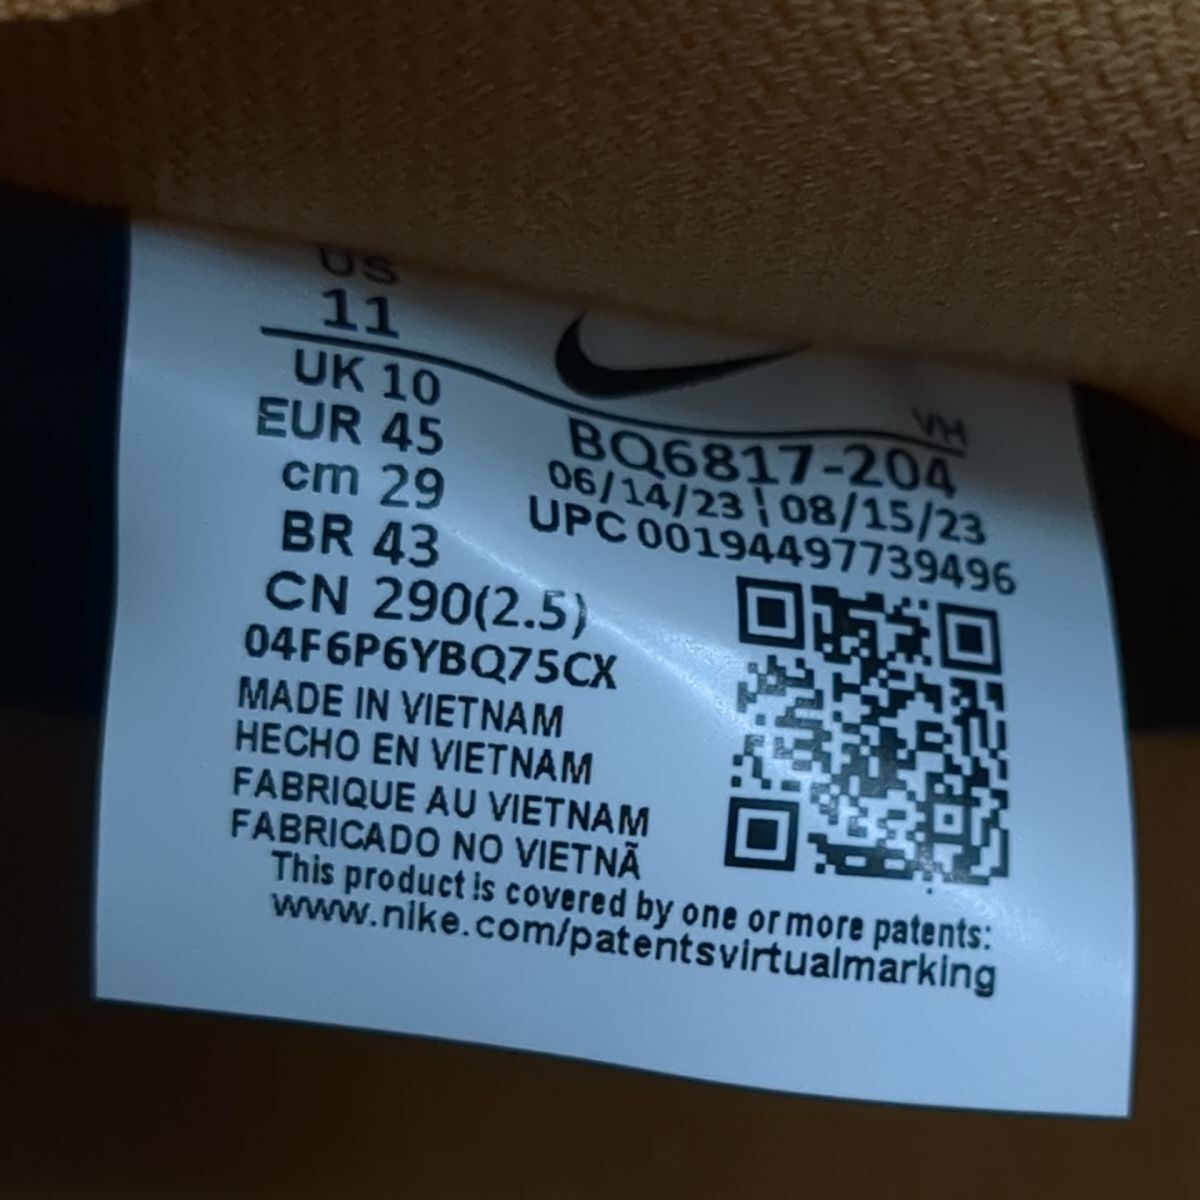 US
11
UK 10
EUR 45
cm 29
BR 43
CN 290(2.5)
04F6P6YBQ75CX
VH
BQ6817-204
06/14/23 ¦ 08/15/23
UPC 00194497739496
MADE IN VIETNAM
HECHO EN VIETNAM
FABRIQUE AU VIETNAM
FABRICADO NO VIETNÃ
This product is covered by one or more patents:
www.nike.com/patentsvirtualmarking